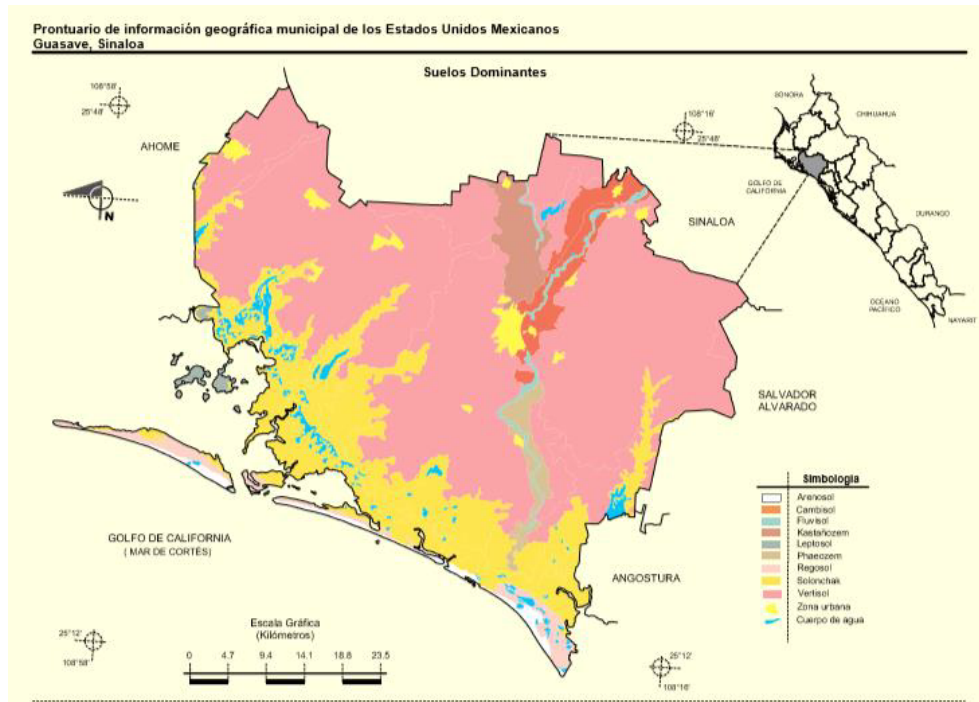 Prontuario de información geográfica municipal de los Estados Unidos Mexicanos
Guasave, Sinaloa
Suelos Dominantes
108°58'
25°48'
108°16'
25°48'
AHOME
SONORA
CHIHUAHUA
GOLFO DE
CALIFORNIA
DURANGO
OCEANO
PACÍFICO
NAYARIT
N
SINALOA
SALVADOR
ALVARADO
ANGOSTURA
GOLFO DE CALIFORNIA
( MAR DE CORTÉS)
Simbología
Arenosol
Cambisol
Fluvisol
Kastañozem
Leptosol
Phaeozem
Regosol
Solonchak
Vertisol
Zona urbana
Cuerpo de agua
Escala Gráfica
(Kilómetros)
0 4.7 9.4 14.1 18.8 23.5
25°12'
108°58'
25°12'
108°16'